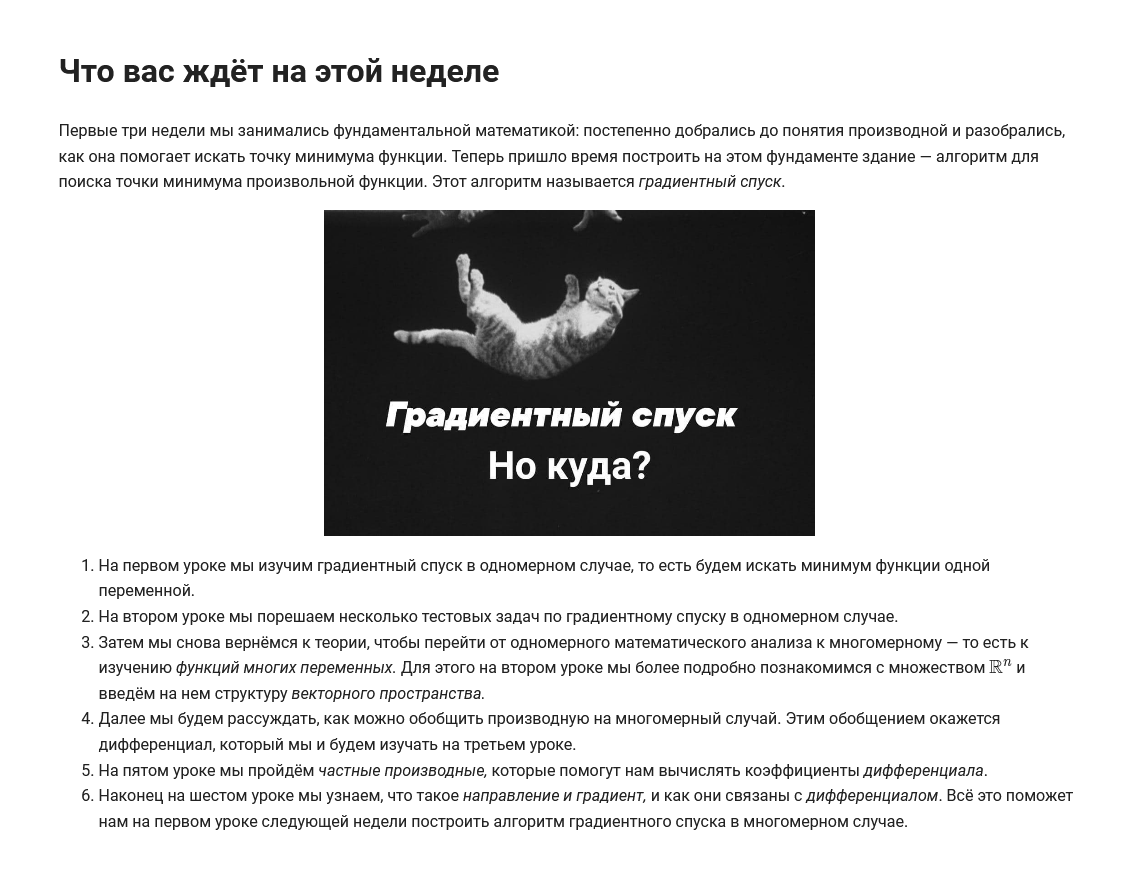 Что вас ждёт на этой неделе
Первые три недели мы занимались фундаментальной математикой: постепенно добрались до понятия производной и разобрались,
как она помогает искать точку минимума функции. Теперь пришло время построить на этом фундаменте здание — алгоритм для
поиска точки минимума произвольной функции. Этот алгоритм называется градиентный спуск.
Градиентный спуск
Но куда?
1. На первом уроке мы изучим градиентный спуск в одномерном случае, то есть будем искать минимум функции одной
переменной.
2. На втором уроке мы порешаем несколько тестовых задач по градиентному спуску в одномерном случае.
3. Затем мы снова вернёмся к теории, чтобы перейти от одномерного математического анализа к многомерному — то есть к
изучению функций многих переменных. Для этого на втором уроке мы более подробно познакомимся с множеством ℝⁿ и
введём на нем структуру векторного пространства.
4. Далее мы будем рассуждать, как можно обобщить производную на многомерный случай. Этим обобщением окажется
дифференциал, который мы и будем изучать на третьем уроке.
5. На пятом уроке мы пройдём частные производные, которые помогут нам вычислять коэффициенты дифференциала.
6. Наконец на шестом уроке мы узнаем, что такое направление и градиент, и как они связаны с дифференциалом. Всё это поможет
нам на первом уроке следующей недели построить алгоритм градиентного спуска в многомерном случае.